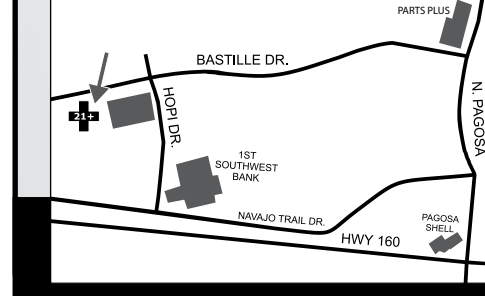 PARTS PLUS
BASTILLE DR.
N. PAGOSA
21+
HOPI DR.
1ST
SOUTHWEST
BANK
NAVAJO TRAIL DR.
PAGOSA
SHELL
HWY 160